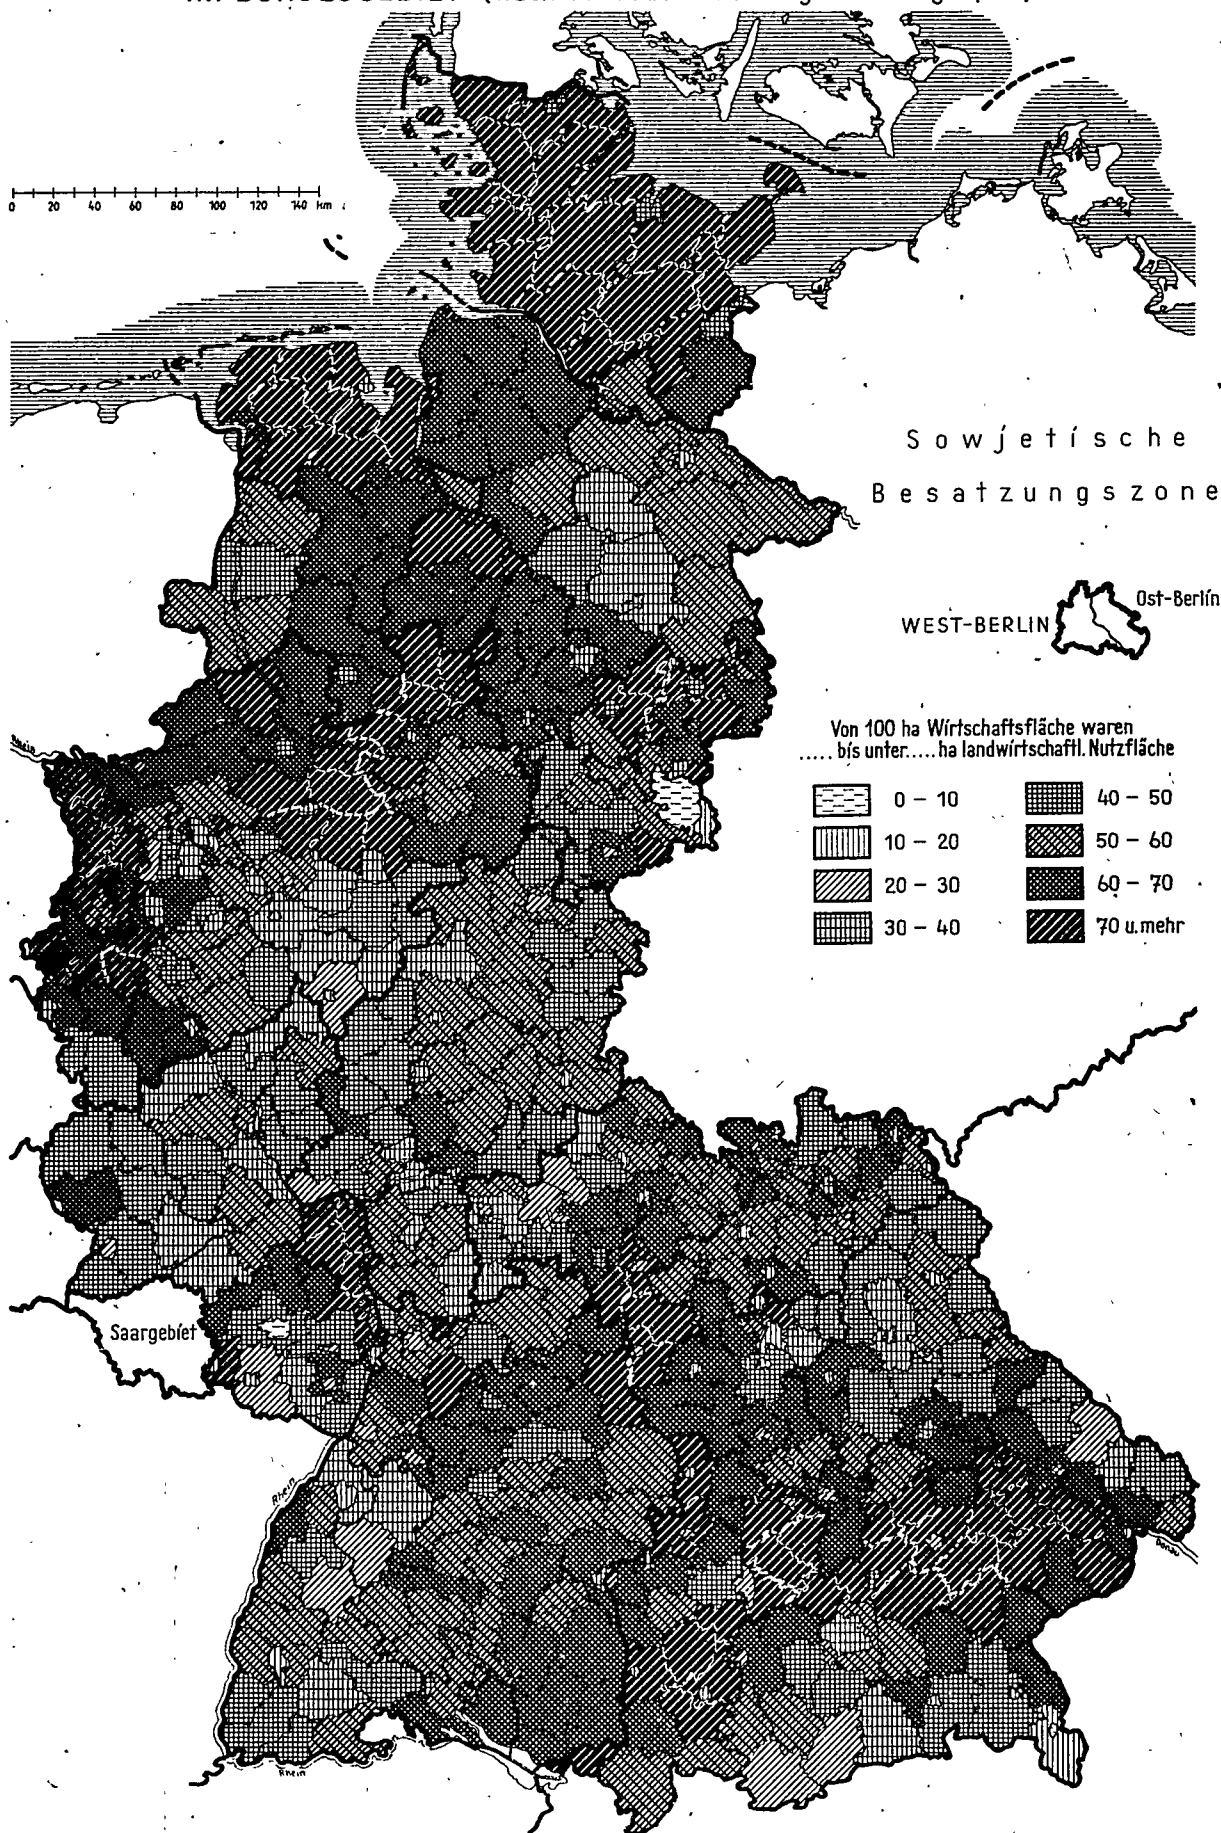 0 20 40 60 80 100 120 140 km
Sowjetische
Besatzungszone
Ost-Berlin
WEST-BERLIN
Von 100 ha Wirtschaftsfläche waren
..... bis unter..... ha landwirtschaftl. Nutzfläche
0 – 10
40 – 50
10 – 20
50 – 60
20 – 30
60 – 70
30 – 40
70 u. mehr
Rhein
Saargebiet
Rhein
Donau
Rhein